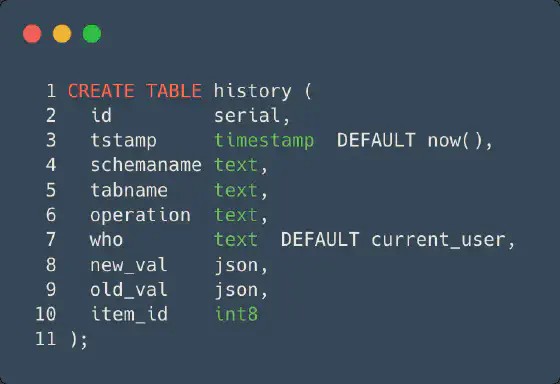 1 CREATE TABLE history (
2   id         serial,
3   tstamp     timestamp  DEFAULT now(),
4   schemaname text,
5   tabname    text,
6   operation  text,
7   who        text  DEFAULT current_user,
8   new_val    json,
9   old_val    json,
10   item_id    int8
11 );